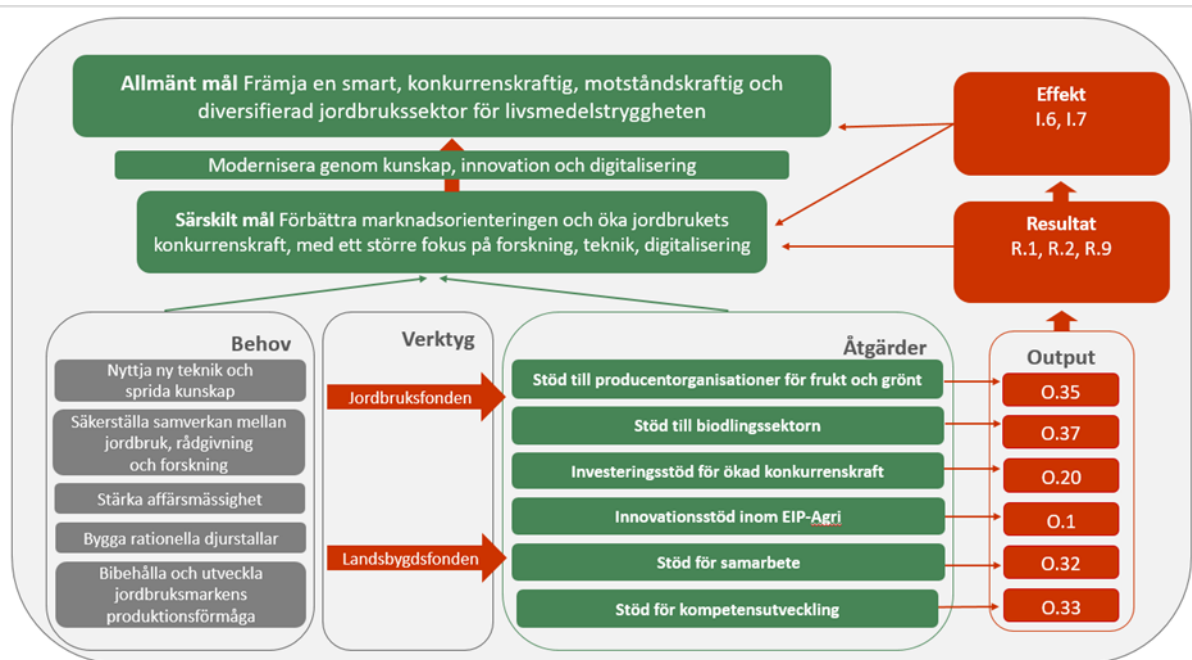 Allmänt mål Främja en smart, konkurrenskraftig, motståndskraftig och
diversifierad jordbrukssektor för livsmedelstryggheten
Effekt
I.6, I.7
Modernisera genom kunskap, innovation och digitalisering
Särskilt mål Förbättra marknadsorienteringen och öka jordbrukets
konkurrenskraft, med ett större fokus på forskning, teknik, digitalisering
Resultat
R.1, R.2, R.9
Behov
Nyttja ny teknik och
sprida kunskap
Säkerställa samverkan mellan
jordbruk, rådgivning
och forskning
Stärka affärsmässighet
Bygga rationella djurstallar
Bibehålla och utveckla
jordbruksmarkens
produktionsförmåga
Verktyg
Jordbruksfonden
Landsbygdsfonden
Åtgärder
Stöd till producentorganisationer för frukt och grönt
Stöd till biodlingssektorn
Investeringsstöd för ökad konkurrenskraft
Innovationsstöd inom EIP-Agri
Stöd för samarbete
Stöd för kompetensutveckling
Output
O.35
O.37
O.20
O.1
O.32
O.33